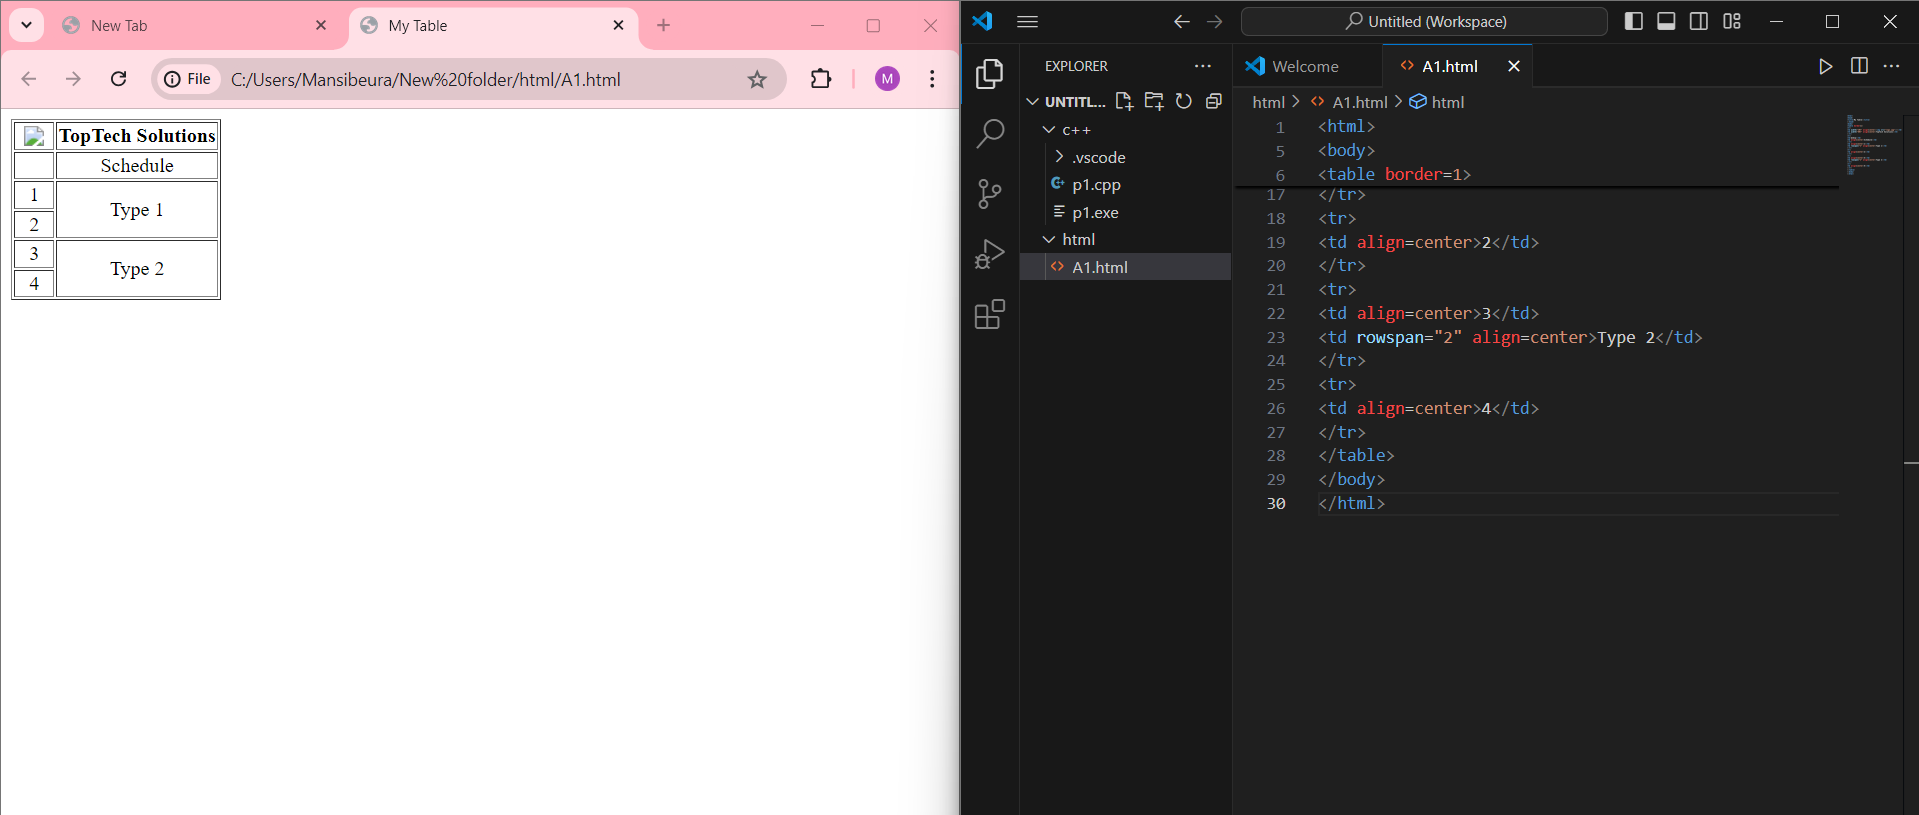 New Tab
My Table
File
C:/Users/Mansibeura/New%20folder/html/A1.html
M
TopTech Solutions
Schedule
1
Type 1
2
3
Type 2
4
Untitled (Workspace)
EXPLORER
UNTITL...
c++
.vscode
p1.cpp
p1.exe
html
A1.html
Welcome
A1.html
html > A1.html > html
1 <html>
5 <body>
6 <table border=1>
17 </tr>
18 <tr>
19 <td align=center>2</td>
20 </tr>
21 <tr>
22 <td align=center>3</td>
23 <td rowspan="2" align=center>Type 2</td>
24 </tr>
25 <tr>
26 <td align=center>4</td>
27 </tr>
28 </table>
29 </body>
30 </html>